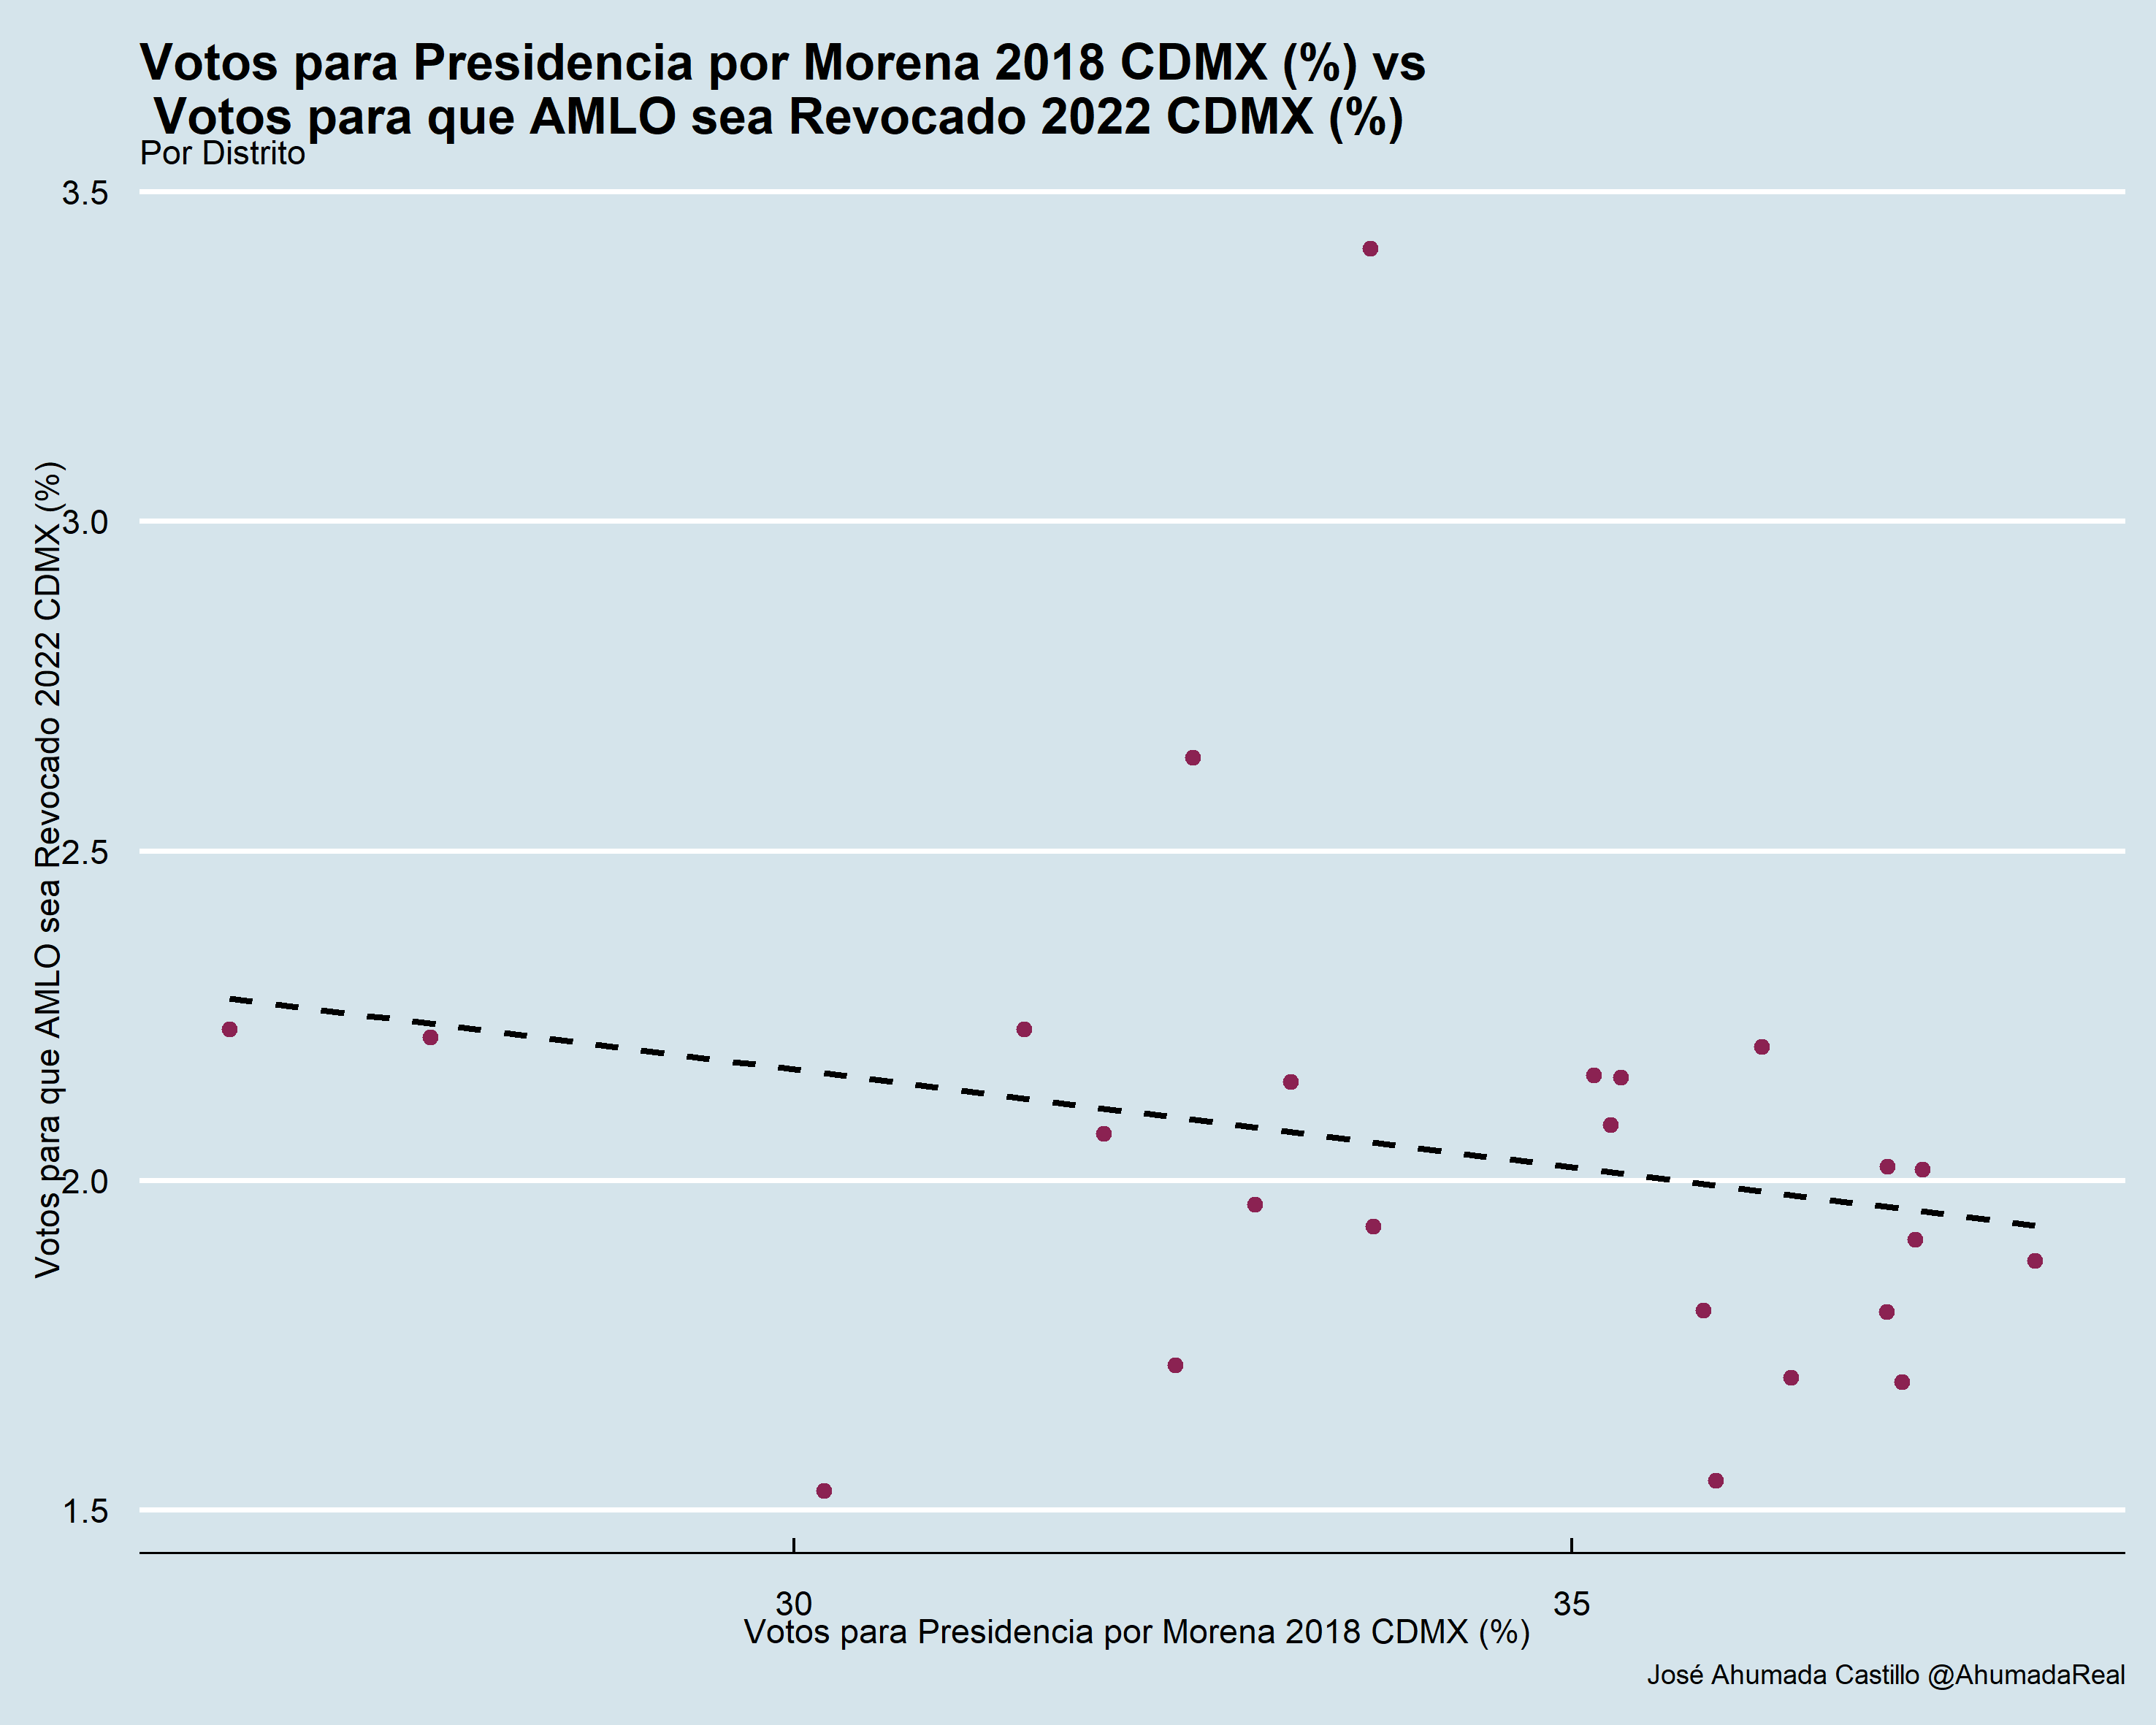 Votos para Presidencia por Morena 2018 CDMX (%) vs
Votos para que AMLO sea Revocado 2022 CDMX (%)
Por Distrito
3.5
3.0
2.5
2.0
1.5
Votos para que AMLO sea Revocado 2022 CDMX (%)
30
35
Votos para Presidencia por Morena 2018 CDMX (%)
José Ahumada Castillo @AhumadaReal